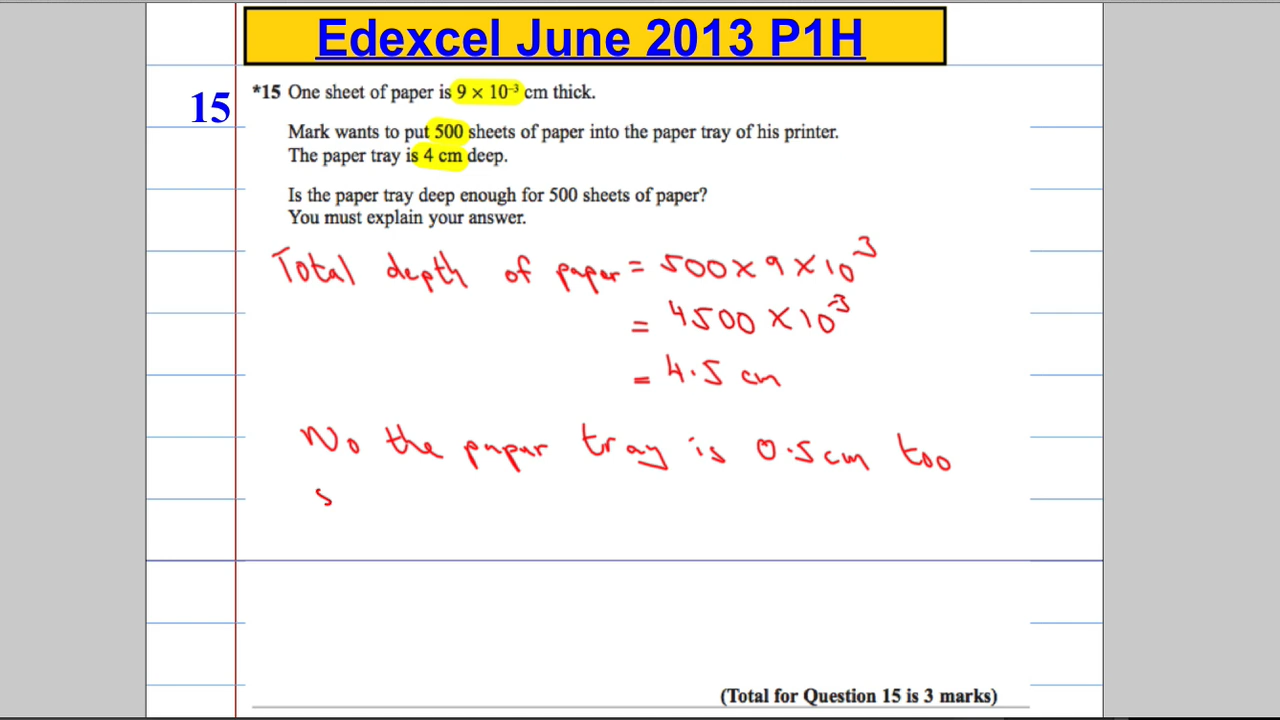 Edexcel June 2013 P1H
15
*15 One sheet of paper is 9 × 10⁻³ cm thick.
Mark wants to put 500 sheets of paper into the paper tray of his printer.
The paper tray is 4 cm deep.
Is the paper tray deep enough for 500 sheets of paper?
You must explain your answer.
Total depth of paper = 500 × 9 × 10⁻³
= 4500 × 10⁻³
= 4.5 cm
No the paper tray is 0.5cm too
s
(Total for Question 15 is 3 marks)